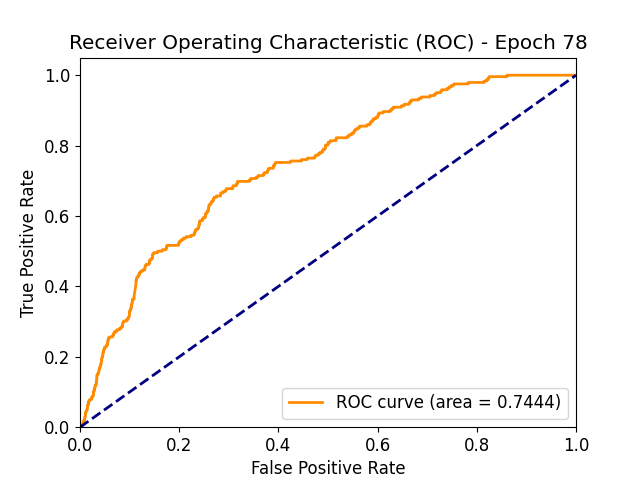 Receiver Operating Characteristic (ROC) - Epoch 78
True Positive Rate
1.0
0.8
0.6
0.4
0.2
0.0
ROC curve (area = 0.7444)
0.0 0.2 0.4 0.6 0.8 1.0
False Positive Rate